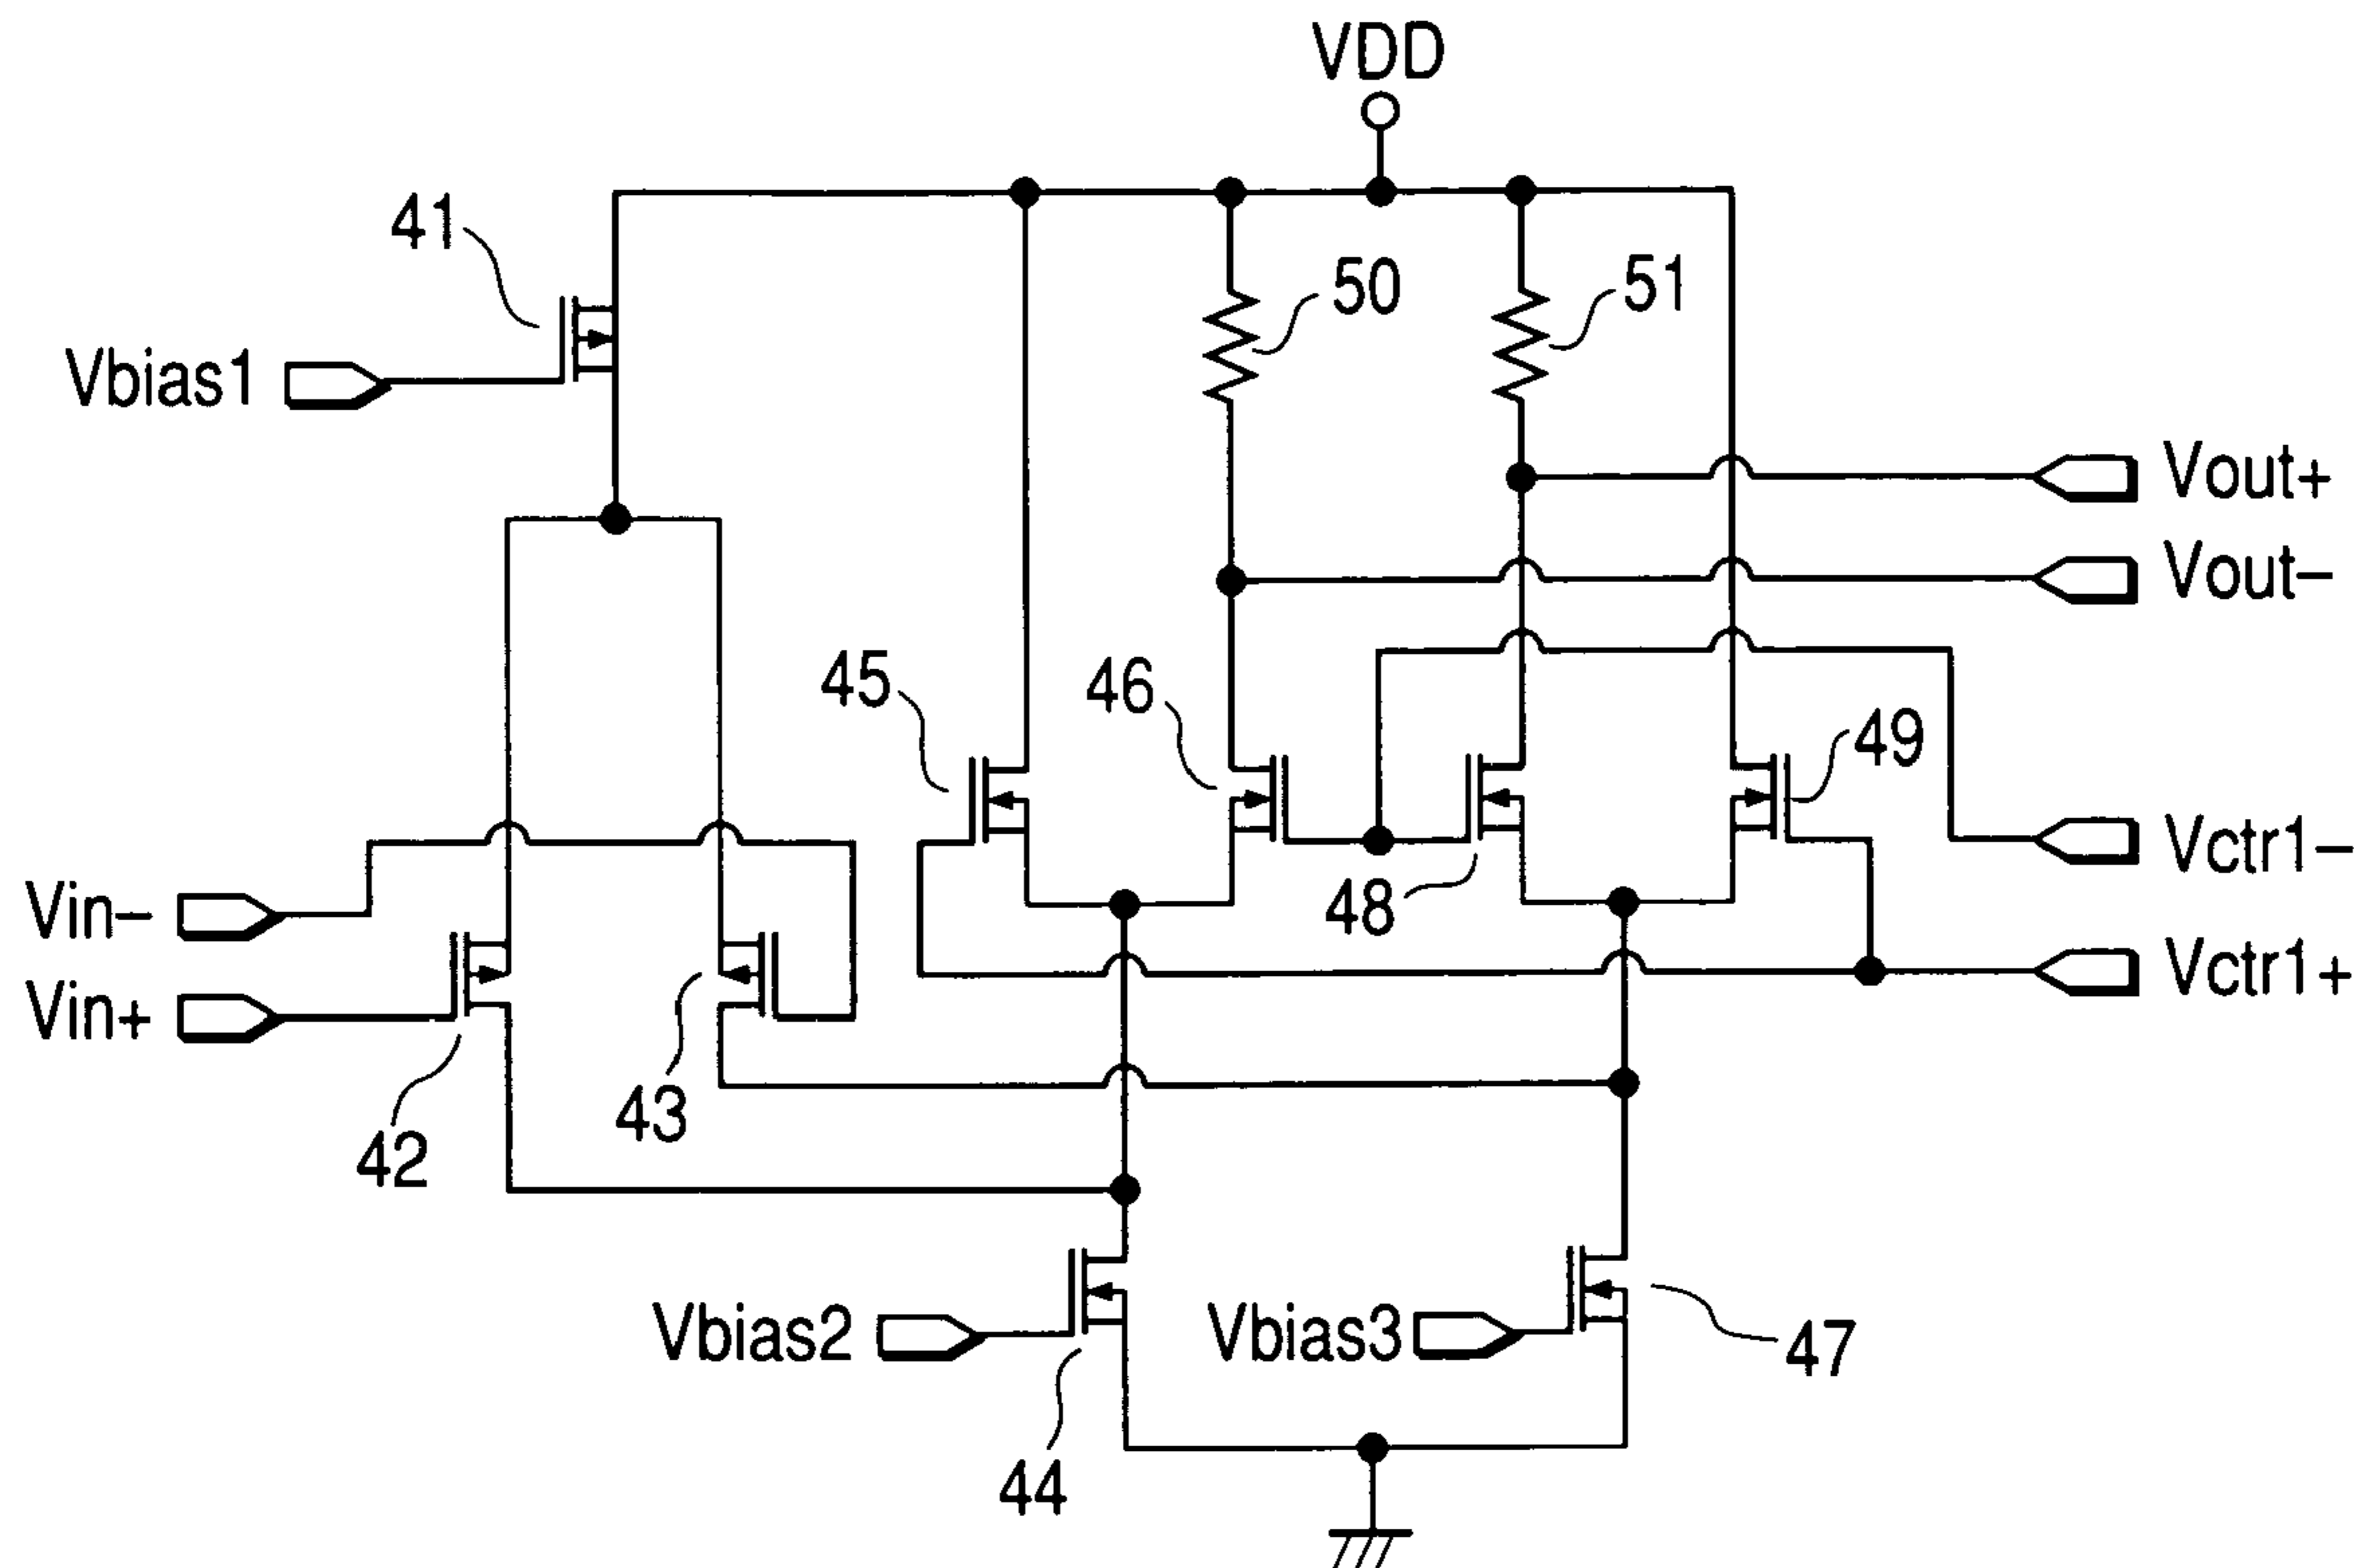 VDD
41
50
51
Vbias1
Vout+
Vout−
45
46
49
Vctr1−
48
Vin−
Vctr1+
Vin+
43
42
Vbias2
Vbias3
47
44